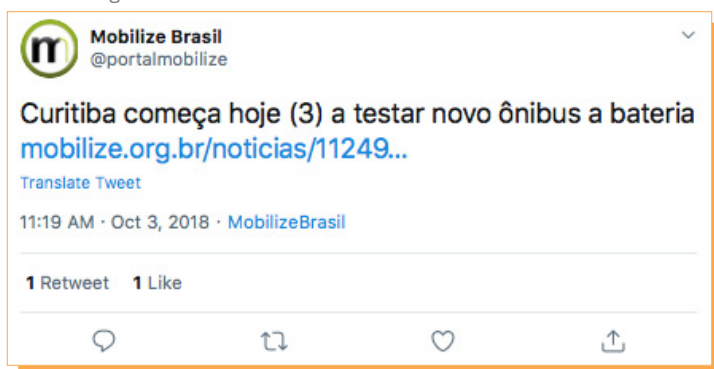 Mobilize Brasil
@portalmobilize
Curitiba começa hoje (3) a testar novo ônibus a bateria
mobilize.org.br/noticias/11249...
Translate Tweet
11:19 AM · Oct 3, 2018 · MobilizeBrasil
1 Retweet 1 Like